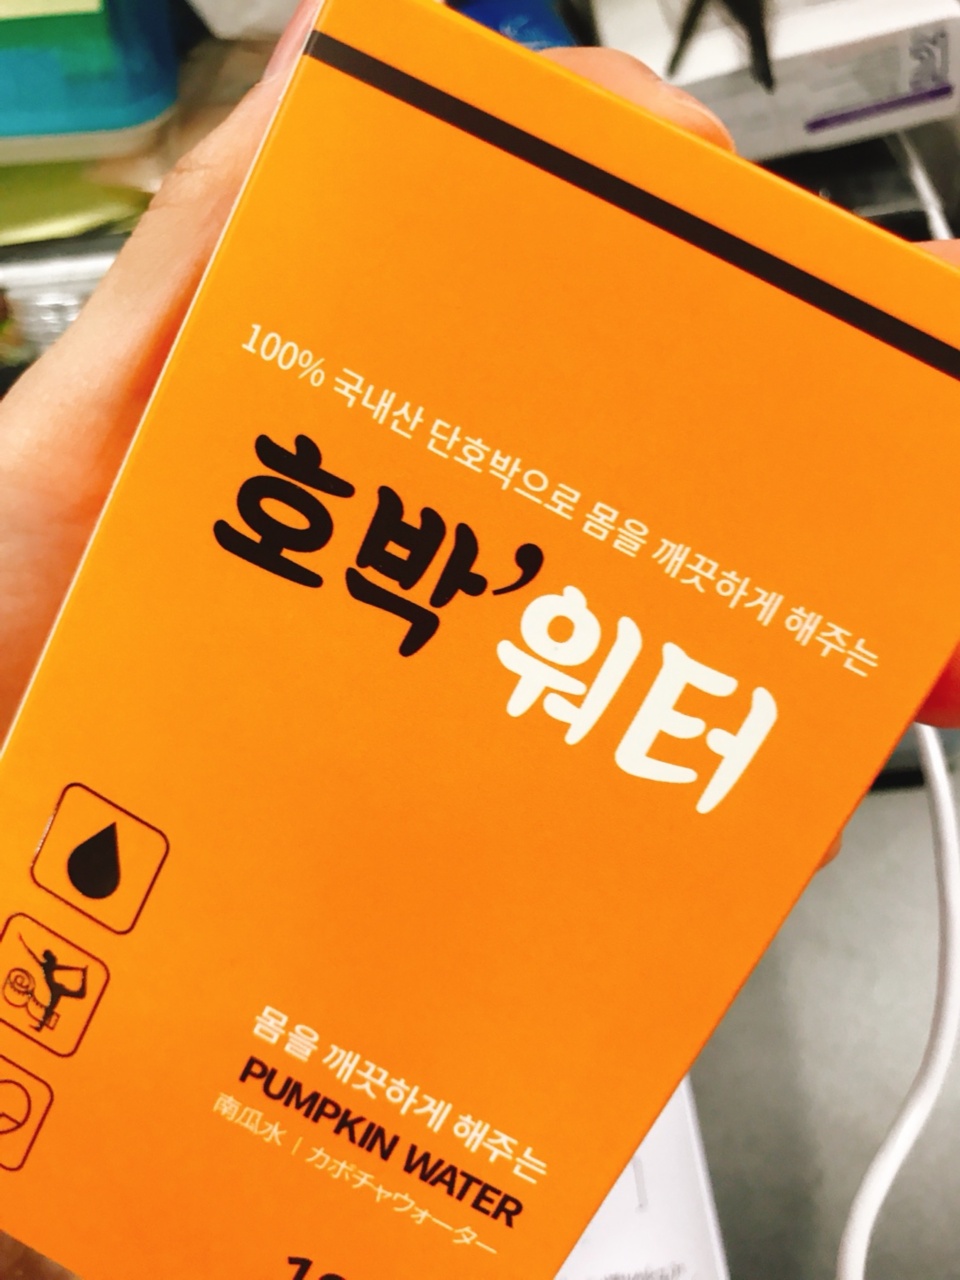 100% 국내산 단호박으로 몸을 깨끗하게 해주는
호박'워터
몸을 깨끗하게 해주는
PUMPKIN WATER
南瓜水 | カボチャウォーター